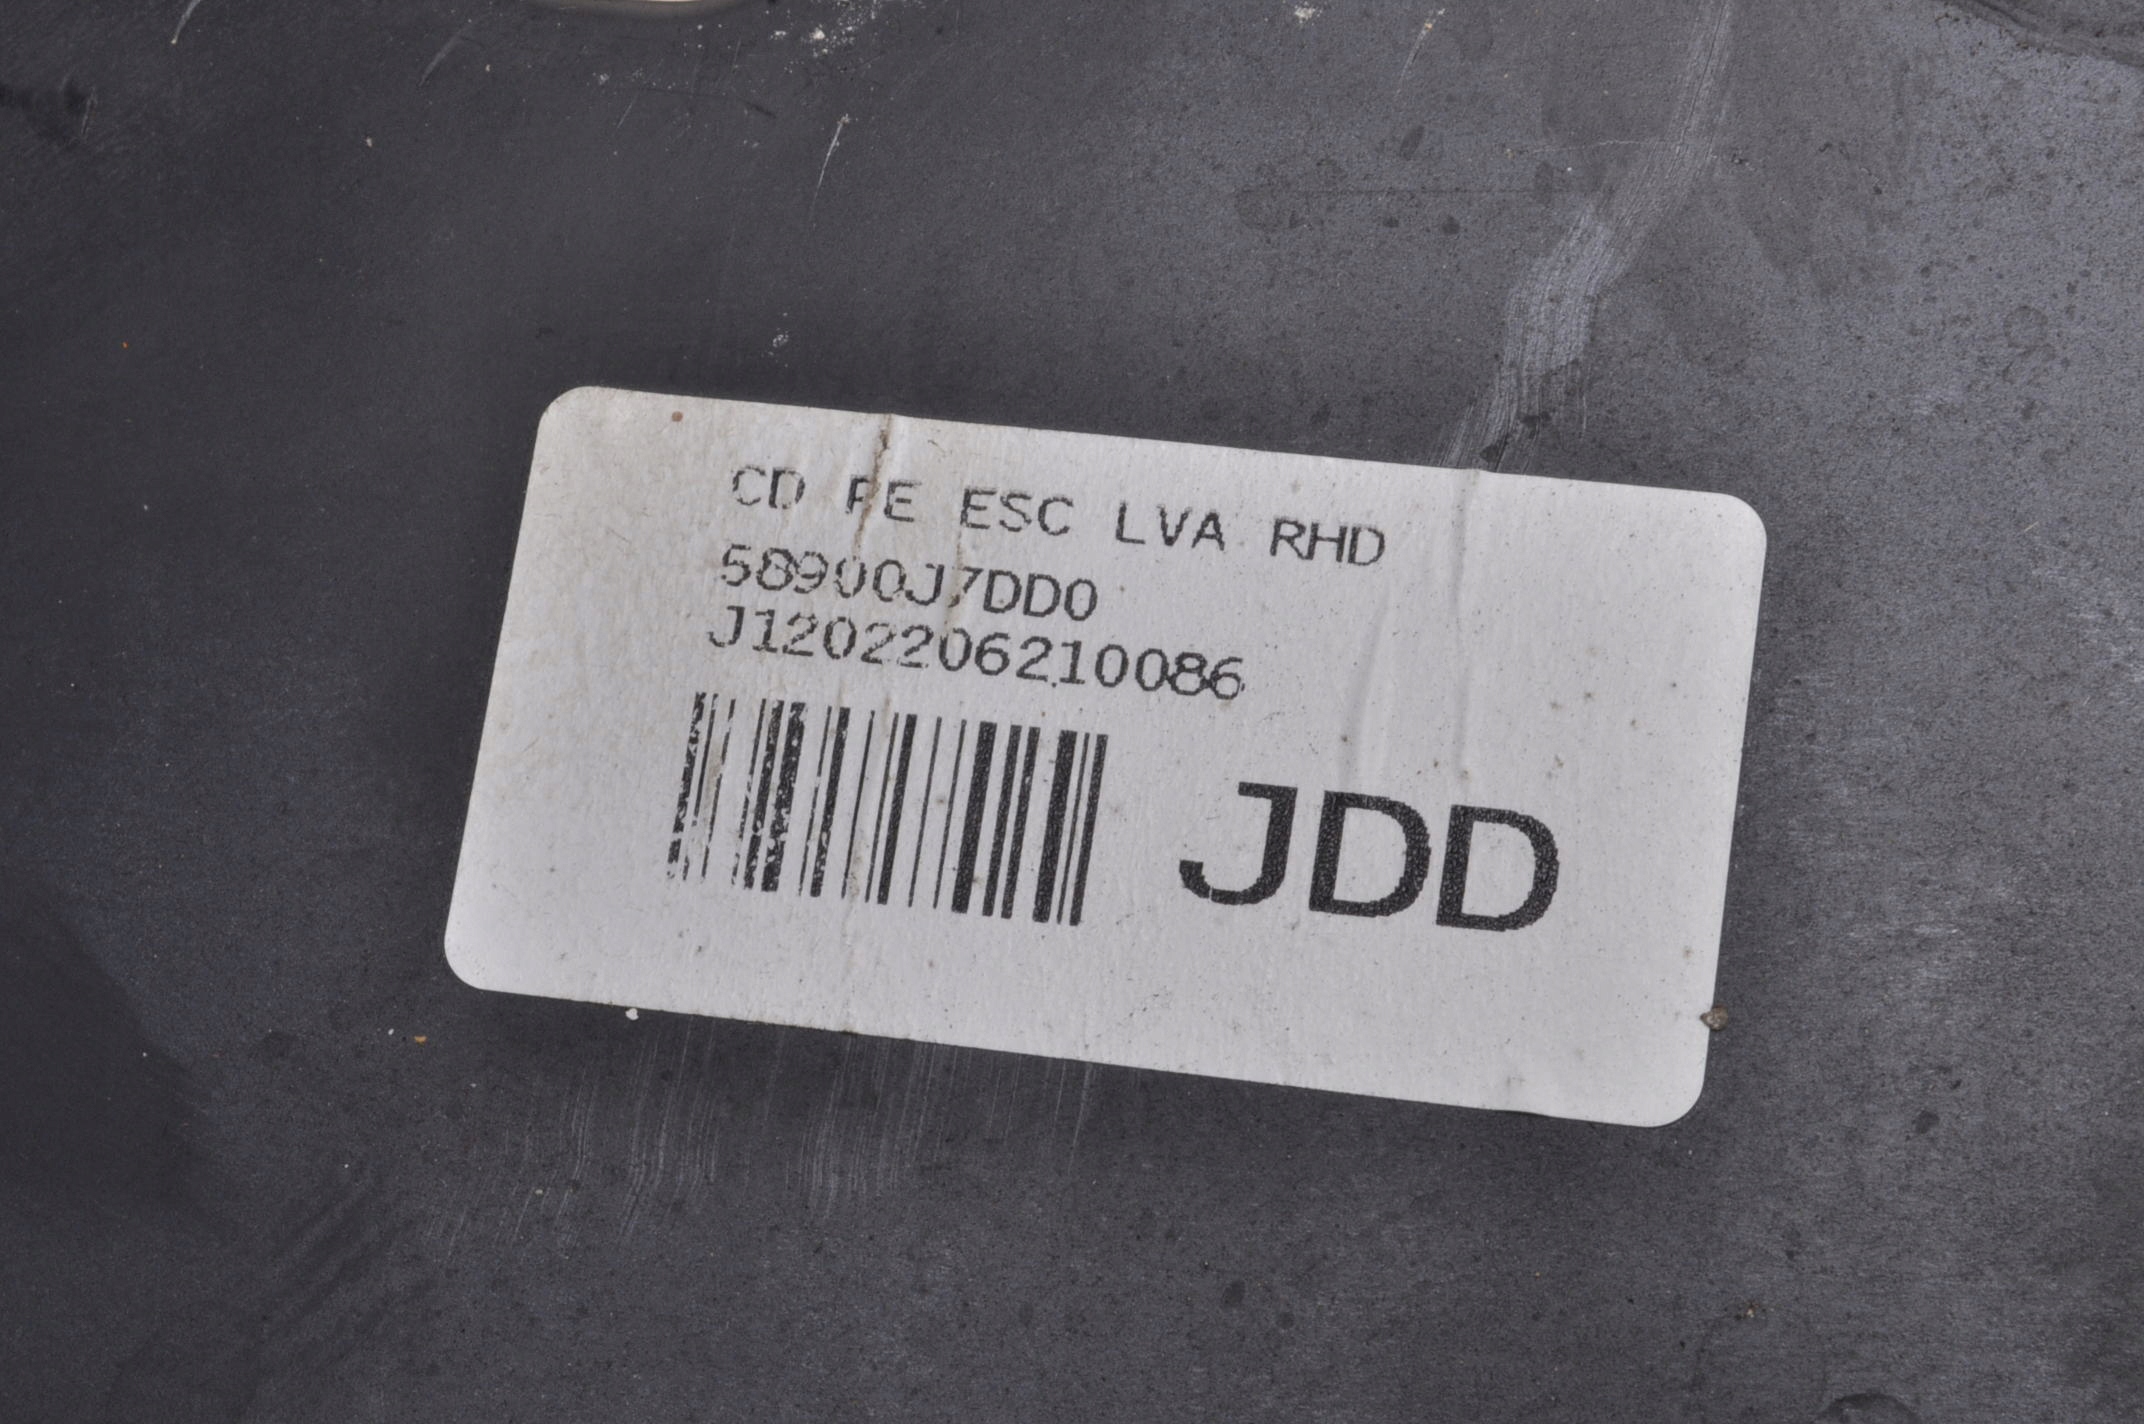 CD PE ESC LVA RHD
58900J7DD0
J1202206210086
JDD